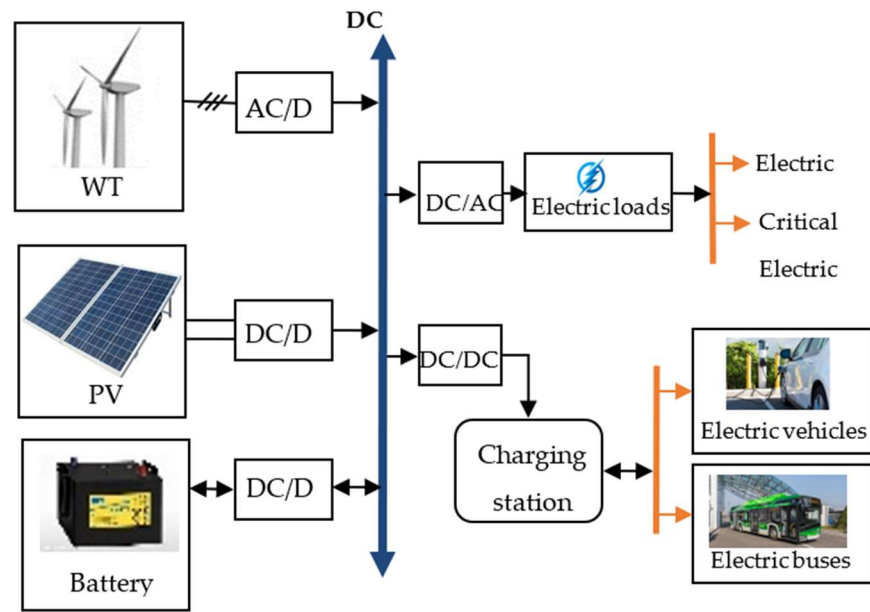 DC
AC/D
WT
DC/AC
Electric loads
Electric
Critical
Electric
DC/D
PV
DC/DC
Charging
station
Electric vehicles
DC/D
Battery
Electric buses